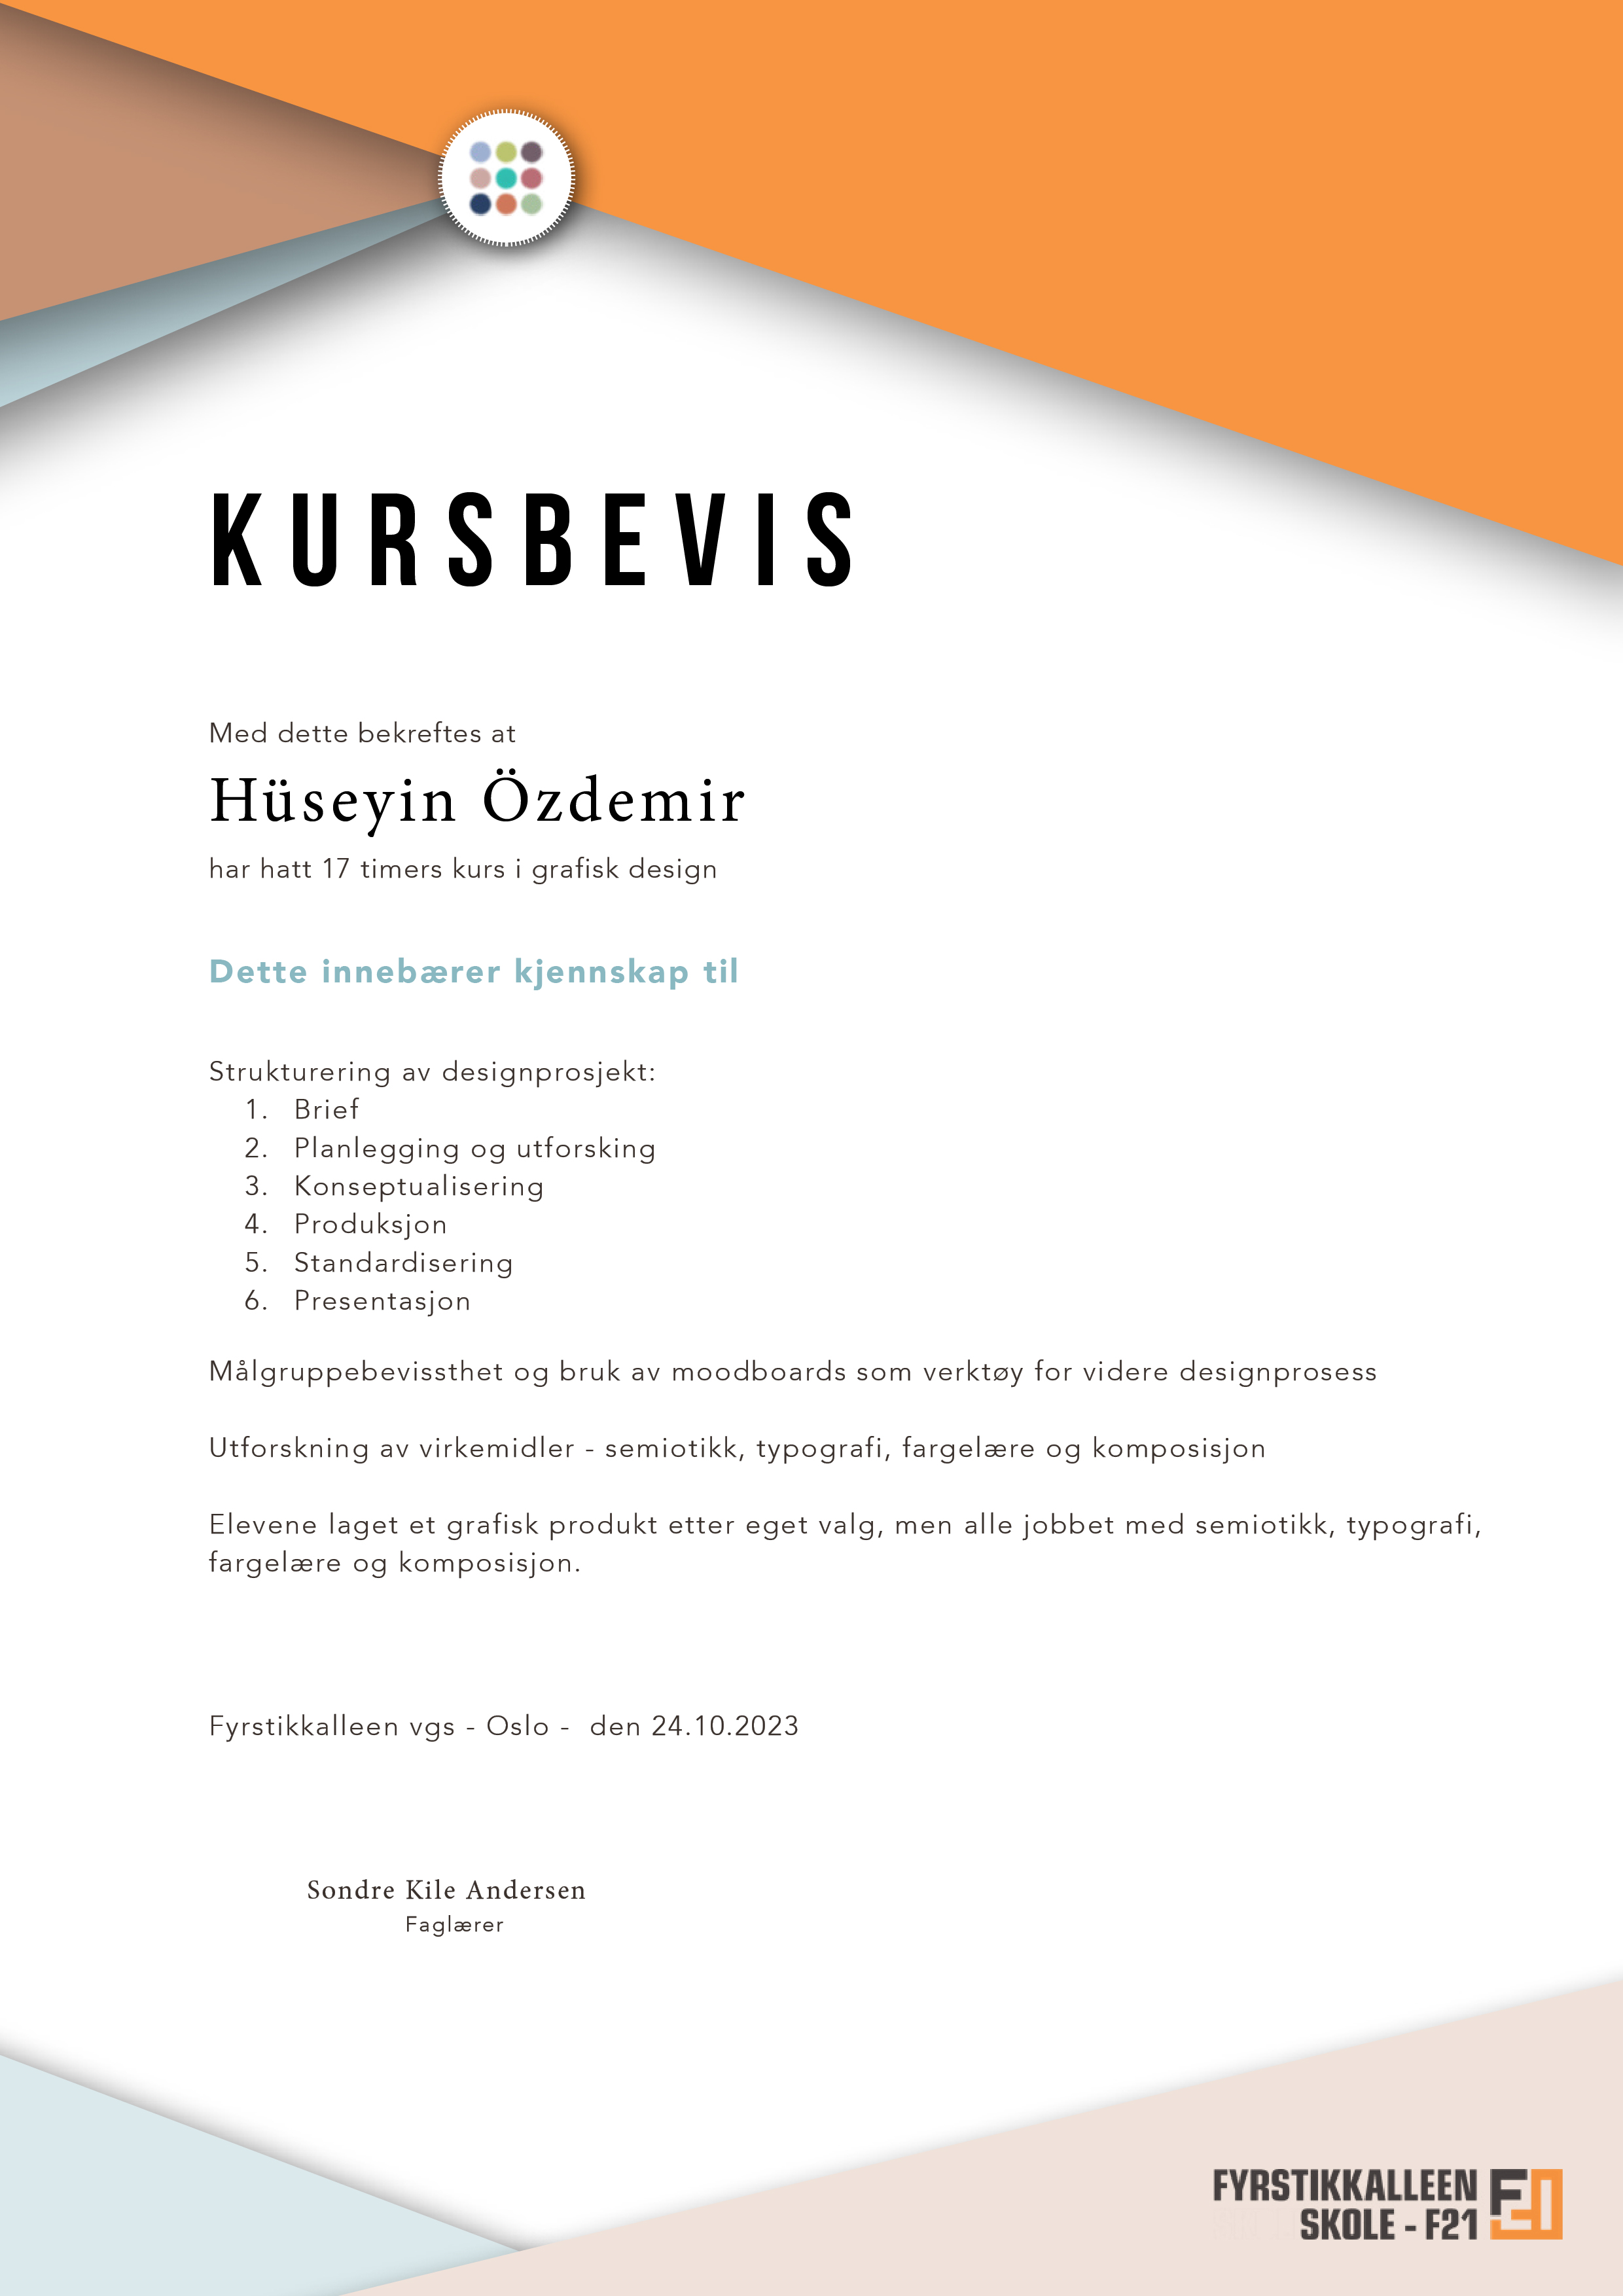 KURSBEVIS
Med dette bekreftes at
Hüseyin Özdemir
har hatt 17 timers kurs i grafisk design
Dette innebærer kjennskap til
Strukturering av designprosjekt:
1. Brief
2. Planlegging og utforsking
3. Konseptualisering
4. Produksjon
5. Standardisering
6. Presentasjon
Målgruppebevissthet og bruk av moodboards som verktøy for videre designprosess
Utforskning av virkemidler - semiotikk, typografi, fargelære og komposisjon
Elevene laget et grafisk produkt etter eget valg, men alle jobbet med semiotikk, typografi,
fargelære og komposisjon.
Fyrstikkalleen vgs - Oslo - den 24.10.2023
Sondre Kile Andersen
Faglærer
FYRSTIKKALLEEN
SKOLE - F21